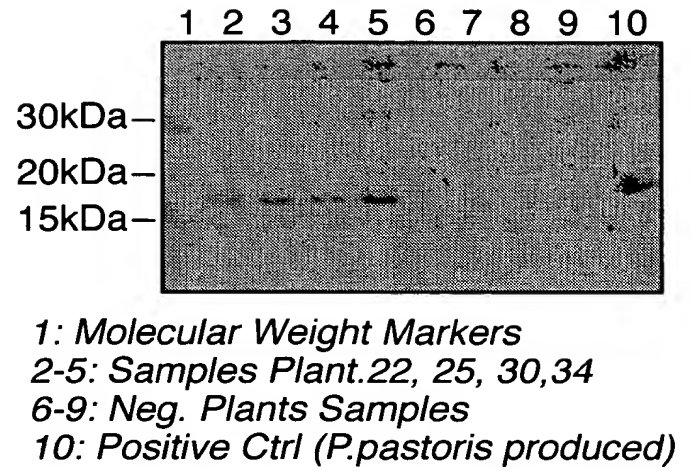 1 2 3 4 5 6 7 8 9 10
30kDa–
20kDa–
15kDa–
1: Molecular Weight Markers
2-5: Samples Plant.22, 25, 30,34
6-9: Neg. Plants Samples
10: Positive Ctrl (P.pastoris produced)